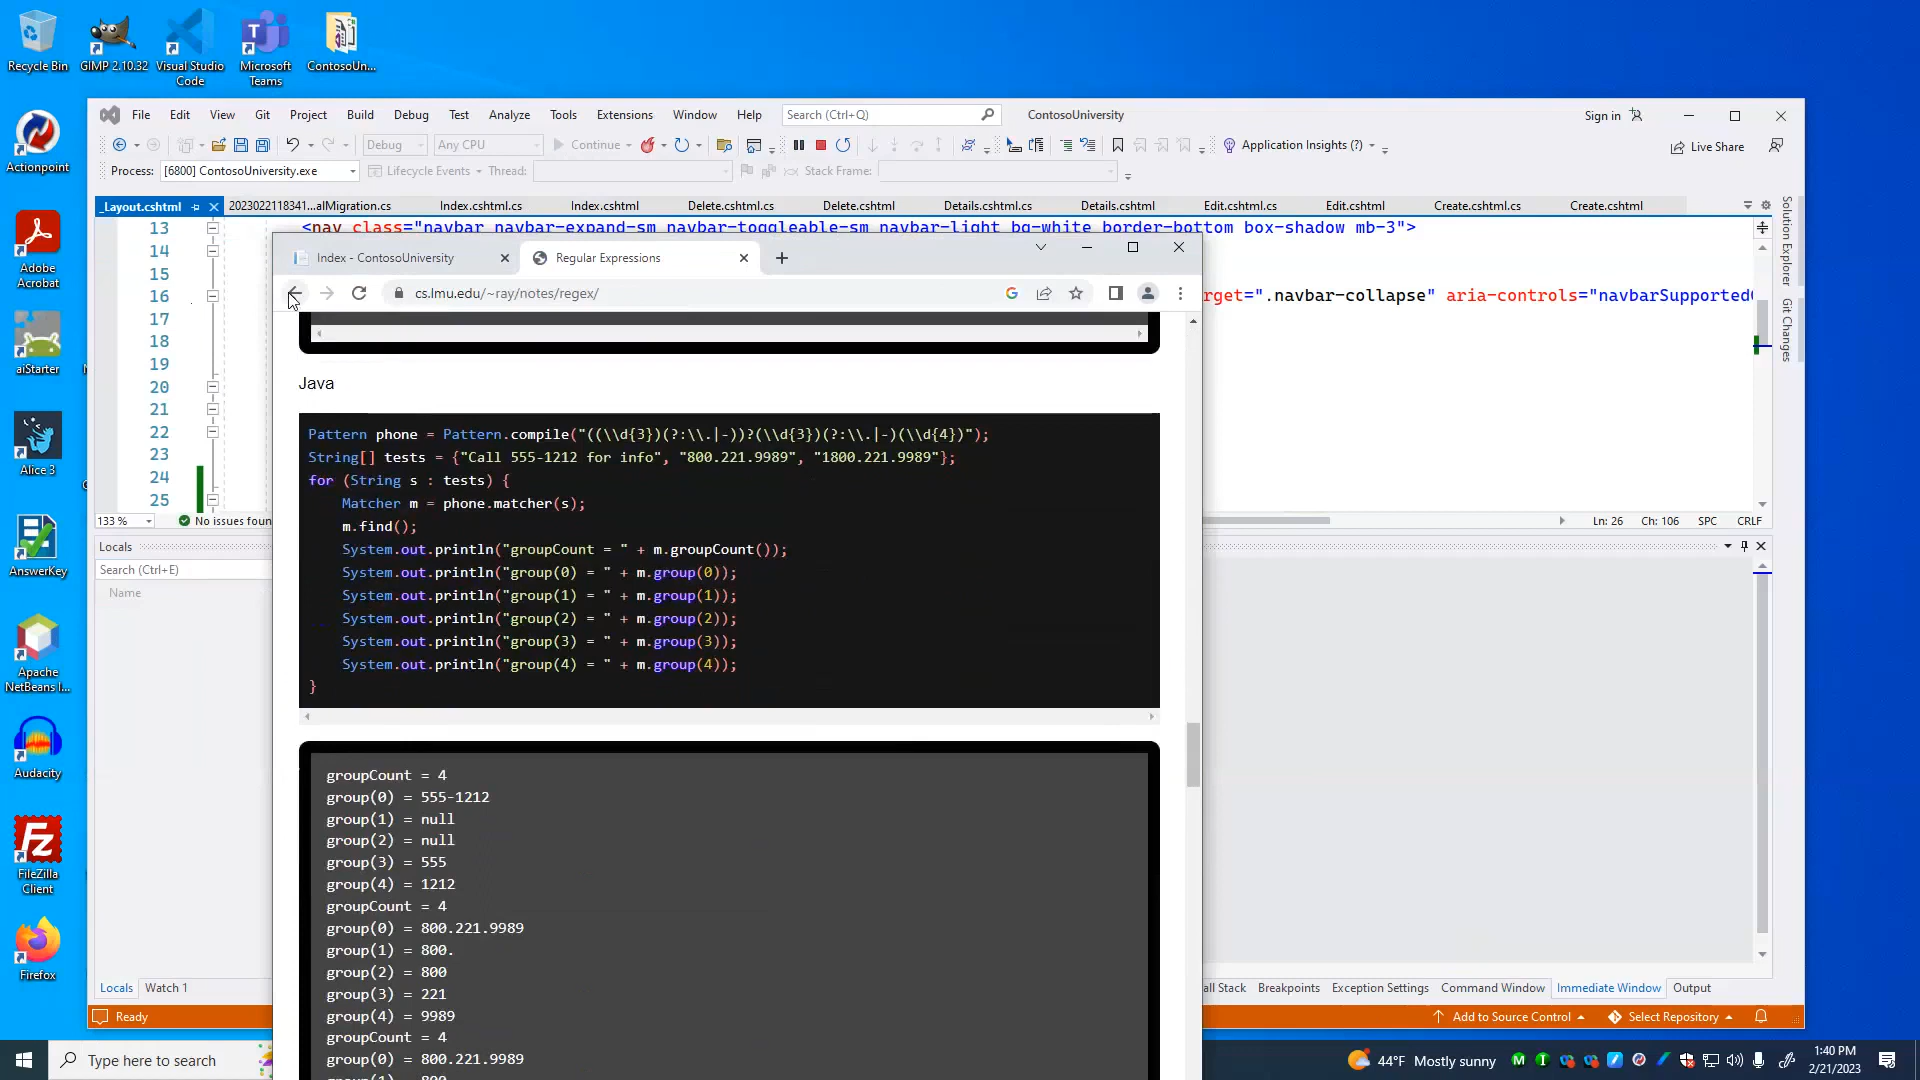 Recycle Bin
GIMP 2.10.32
Visual Studio Code
Microsoft Teams
ContosoUn...
Actionpoint
Adobe Acrobat
aiStarter
Alice 3
AnswerKey
Apache NetBeans I...
Audacity
FileZilla Client
Firefox
File Edit View Git Project Build Debug Test Analyze Tools Extensions Window Help Search (Ctrl+Q) ContosoUniversity Sign in
Debug Any CPU Continue Application Insights (?) Live Share
Process: [6800] ContosoUniversity.exe Lifecycle Events Thread: Stack Frame:
_Layout.cshtml 2023022118341...alMigration.cs Index.cshtml.cs Index.cshtml Delete.cshtml.cs Delete.cshtml Details.cshtml.cs Details.cshtml Edit.cshtml.cs Edit.cshtml Create.cshtml.cs Create.cshtml
Solution Explorer
Git Changes
13 <nav class="navbar navbar-expand-sm navbar-toggleable-sm navbar-light bg-white border-bottom box-shadow mb-3">
14
15
16 rget=".navbar-collapse" aria-controls="navbarSupported
17
18
19
20
21
22
23
24
25
133 % No issues foun Ln: 26 Ch: 106 SPC CRLF
Locals
Search (Ctrl+E)
Name
Index - ContosoUniversity
Regular Expressions
cs.lmu.edu/~ray/notes/regex/
Java
Pattern phone = Pattern.compile("((\\d{3})(?:\\.|-))?(\\d{3})(?:\\.|-)(\\d{4})");
String[] tests = {"Call 555-1212 for info", "800.221.9989", "1800.221.9989"};
for (String s : tests) {
    Matcher m = phone.matcher(s);
    m.find();
    System.out.println("groupCount = " + m.groupCount());
    System.out.println("group(0) = " + m.group(0));
    System.out.println("group(1) = " + m.group(1));
    System.out.println("group(2) = " + m.group(2));
    System.out.println("group(3) = " + m.group(3));
    System.out.println("group(4) = " + m.group(4));
}
groupCount = 4
group(0) = 555-1212
group(1) = null
group(2) = null
group(3) = 555
group(4) = 1212
groupCount = 4
group(0) = 800.221.9989
group(1) = 800.
group(2) = 800
group(3) = 221
group(4) = 9989
groupCount = 4
group(0) = 800.221.9989
Locals Watch 1 all Stack Breakpoints Exception Settings Command Window Immediate Window Output
Ready Add to Source Control Select Repository
Type here to search 44°F Mostly sunny 1:40 PM
2/21/2023